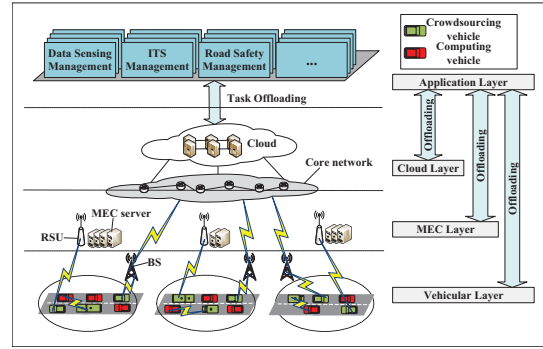 Data Sensing
Management
ITS
Management
Road Safety
Management
...
Crowdsourcing
vehicle
Computing
vehicle
Application Layer
Task Offloading
Cloud
Core network
Offloading
Offloading
Offloading
Cloud Layer
MEC server
RSU
MEC Layer
BS
Vehicular Layer